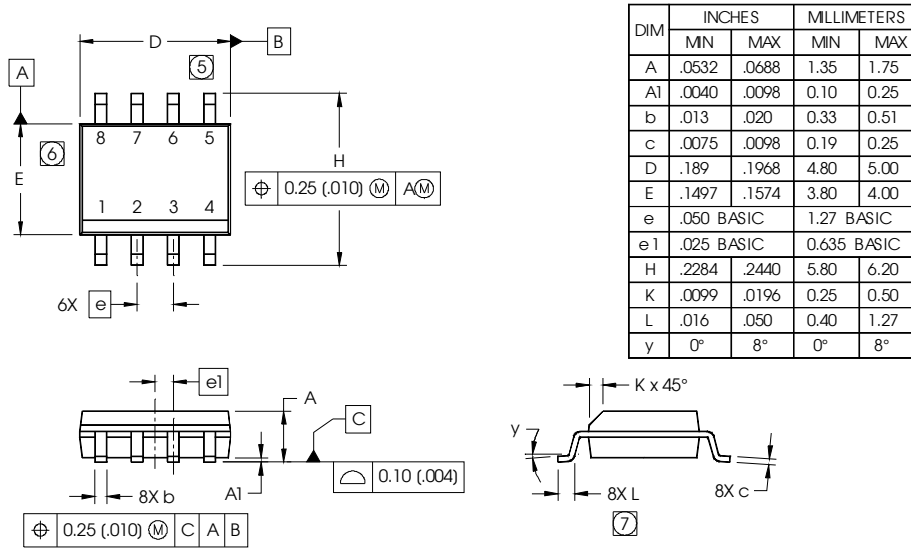 D
B
5
A
8 7 6 5
6
E
H
⌖ 0.25 (.010) Ⓜ AⓂ
1 2 3 4
6X e
DIM INCHES MILLIMETERS
MIN MAX MIN MAX
A .0532 .0688 1.35 1.75
A1 .0040 .0098 0.10 0.25
b .013 .020 0.33 0.51
c .0075 .0098 0.19 0.25
D .189 .1968 4.80 5.00
E .1497 .1574 3.80 4.00
e .050 BASIC 1.27 BASIC
e1 .025 BASIC 0.635 BASIC
H .2284 .2440 5.80 6.20
K .0099 .0196 0.25 0.50
L .016 .050 0.40 1.27
y 0° 8° 0° 8°
e1
A
C
A1
8X b
⌓ 0.10 (.004)
⌖ 0.25 (.010) Ⓜ C A B
K x 45°
y
8X L
8X c
7